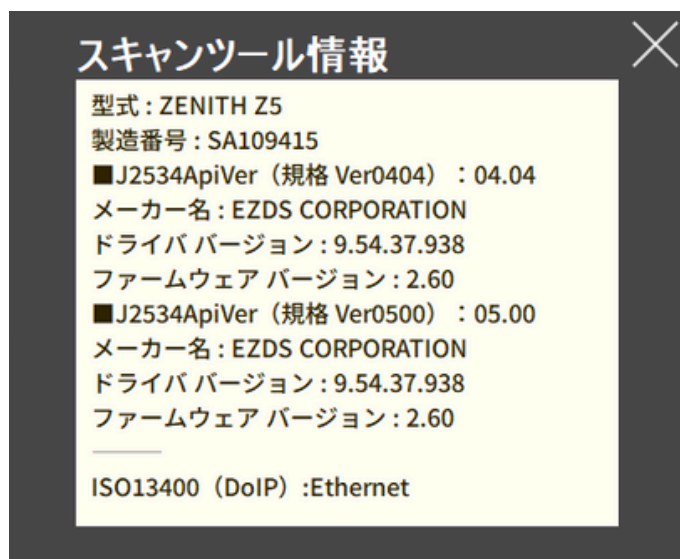 スキャンツール情報
型式 : ZENITH Z5
製造番号 : SA109415
■J2534ApiVer（規格 Ver0404）：04.04
メーカー名 : EZDS CORPORATION
ドライバ バージョン : 9.54.37.938
ファームウェア バージョン : 2.60
■J2534ApiVer（規格 Ver0500）：05.00
メーカー名 : EZDS CORPORATION
ドライバ バージョン : 9.54.37.938
ファームウェア バージョン : 2.60
ISO13400（DoIP）:Ethernet